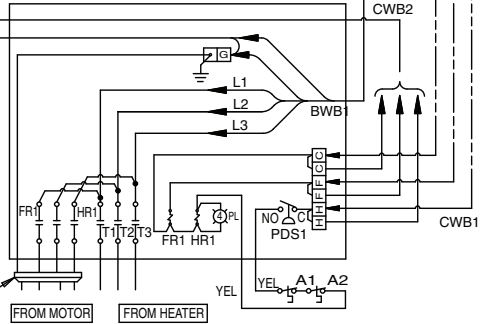 CWB2
G
L1
L2
BWB1
L3
C
C
F
F
H
H
FR1
HR1
T1 T2 T3
FR1 HR1
4 PL
NO C
PDS1
CWB1
YEL
YEL A1 A2
FROM MOTOR
FROM HEATER